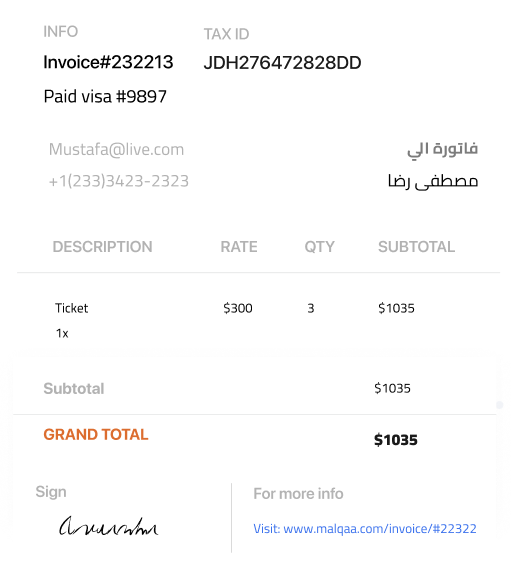 INFO TAX ID
Invoice#232213 JDH276472828DD
Paid visa #9897
Mustafa@live.com فاتورة الي
+1(233)3423-2323 مصطفى رضا
DESCRIPTION RATE QTY SUBTOTAL
Ticket $300 3 $1035
1x
Subtotal $1035
GRAND TOTAL $1035
Sign For more info
Visit: www.malqaa.com/invoice/#22322